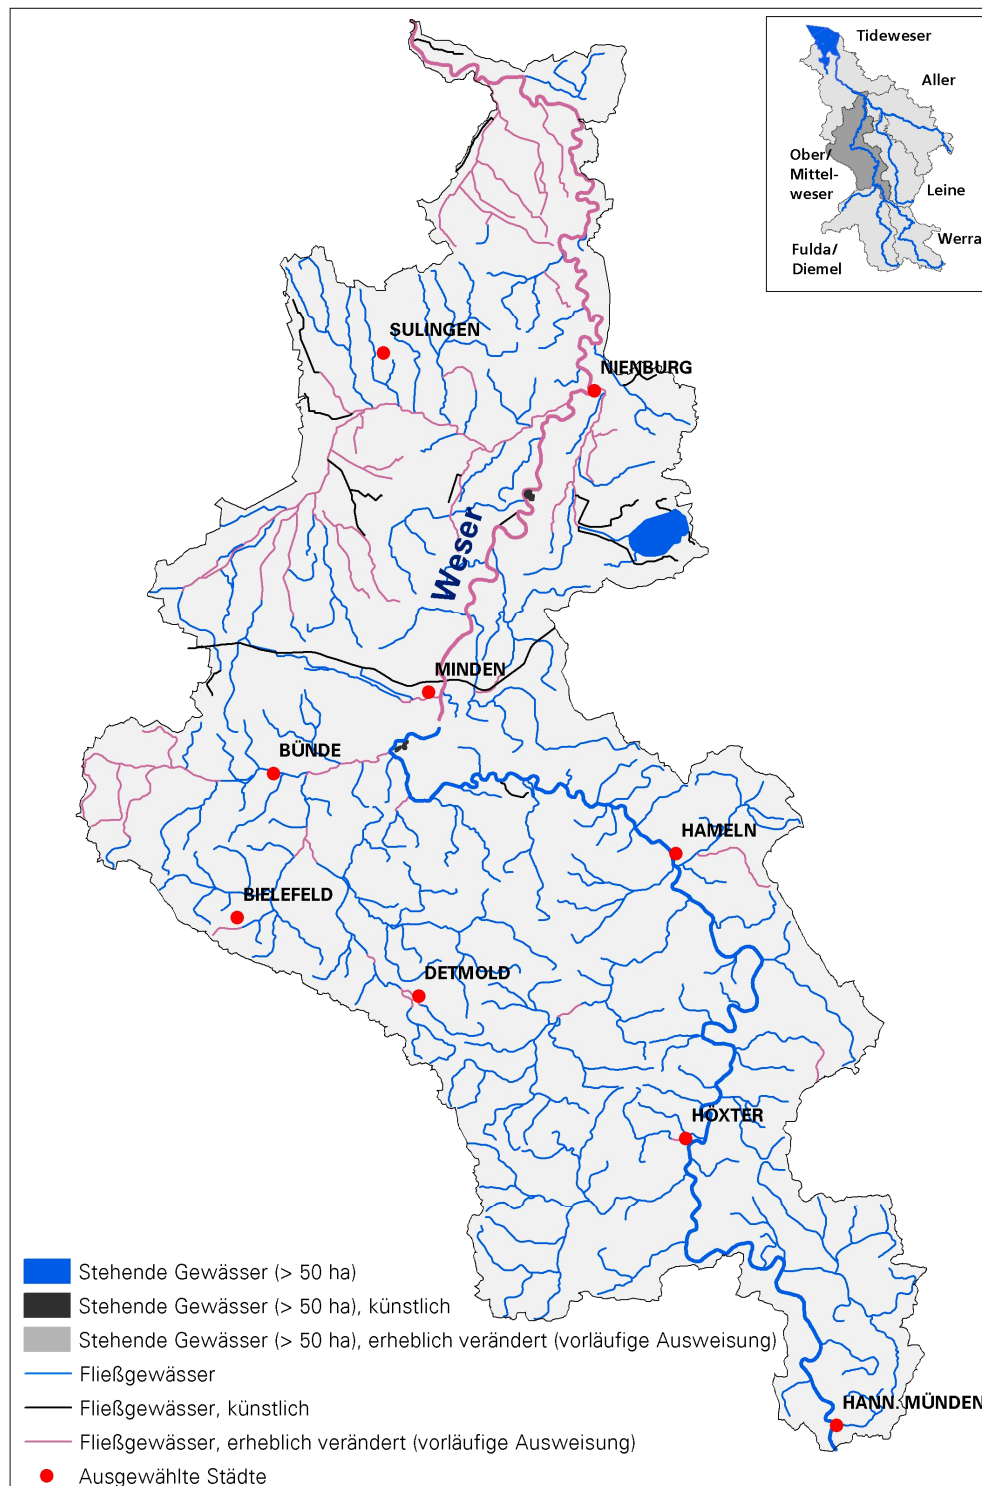 Tideweser
Aller
Ober/
Mittel-
weser
Leine
Werra
Fulda/
Diemel
SULINGEN
NIENBURG
Weser
MINDEN
BÜNDE
HAMELN
BIELEFELD
DETMOLD
HÖXTER
HANN. MÜNDEN
Stehende Gewässer (> 50 ha)
Stehende Gewässer (> 50 ha), künstlich
Stehende Gewässer (> 50 ha), erheblich verändert (vorläufige Ausweisung)
Fließgewässer
Fließgewässer, künstlich
Fließgewässer, erheblich verändert (vorläufige Ausweisung)
Ausgewählte Städte